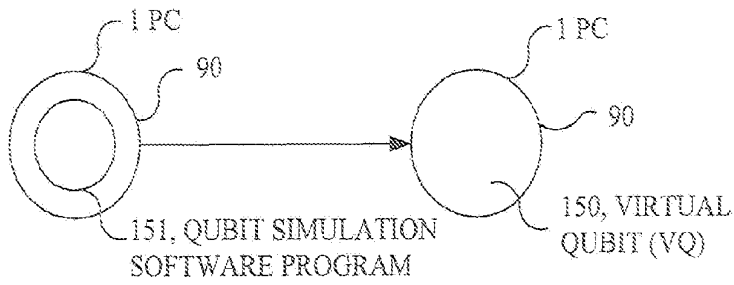 1 PC
90
151, QUBIT SIMULATION
SOFTWARE PROGRAM
1 PC
90
150, VIRTUAL
QUBIT (VQ)